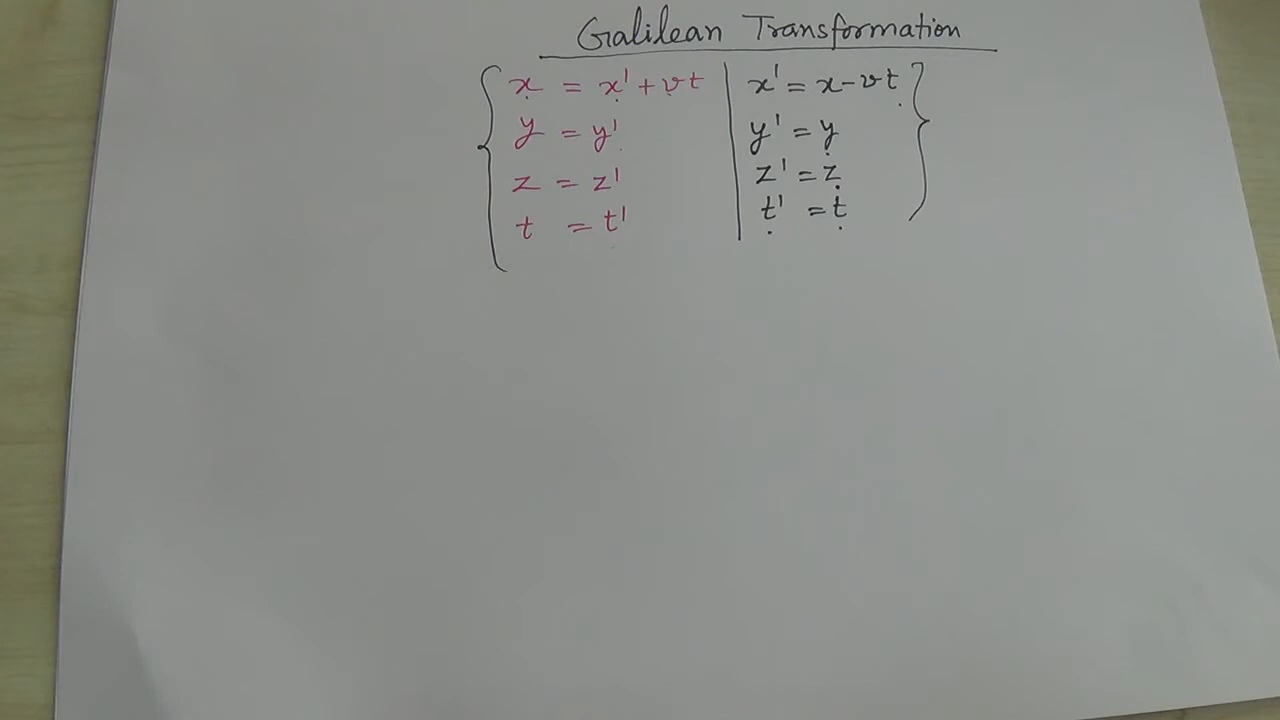 Galilean Transformation
x = x' + vt | x' = x - vt
y = y' | y' = y
z = z' | z' = z
t = t' | t' = t